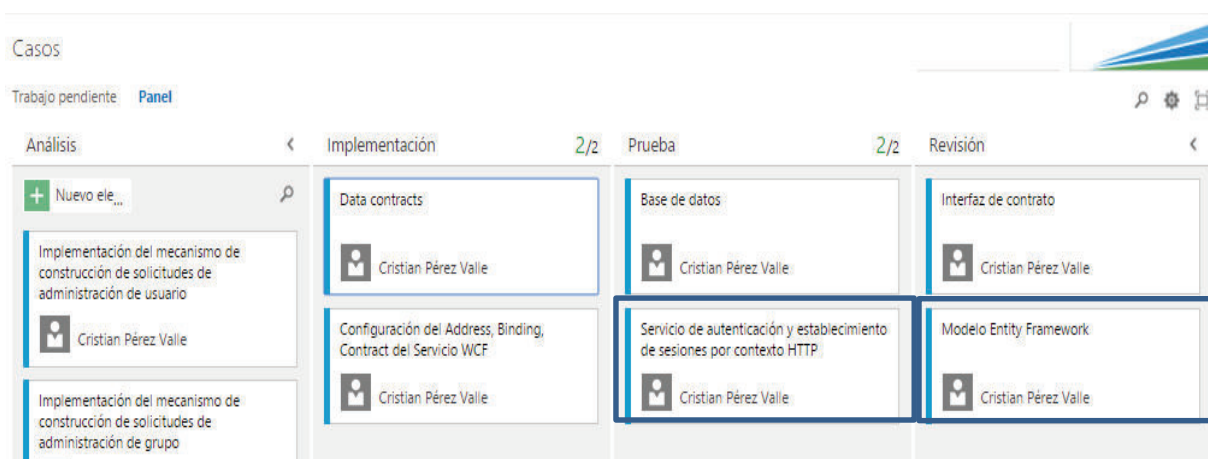 Casos
Trabajo pendiente Panel
Análisis
Nuevo ele...
Implementación del mecanismo de
construcción de solicitudes de
administración de usuario
Cristian Pérez Valle
Implementación del mecanismo de
construcción de solicitudes de
administración de grupo
Implementación 2/2
Data contracts
Cristian Pérez Valle
Configuración del Address, Binding,
Contract del Servicio WCF
Cristian Pérez Valle
Prueba 2/2
Base de datos
Cristian Pérez Valle
Servicio de autenticación y establecimiento
de sesiones por contexto HTTP
Cristian Pérez Valle
Revisión
Interfaz de contrato
Cristian Pérez Valle
Modelo Entity Framework
Cristian Pérez Valle